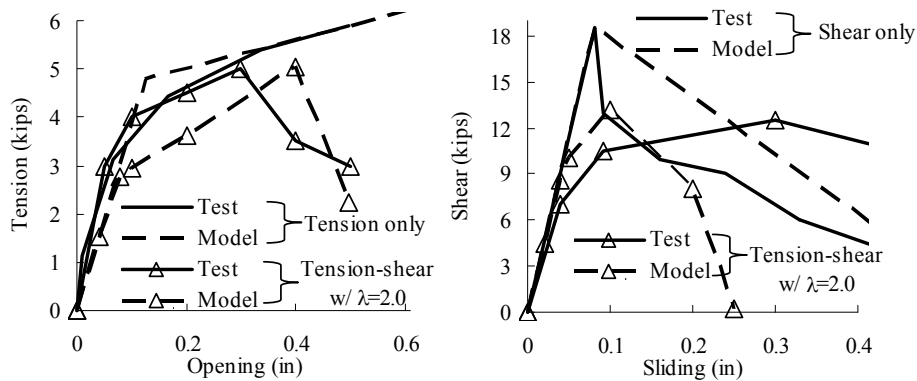 6
5
4
3
2
1
0
Tension (kips)
Test
Model
Tension only
Test
Model
Tension-shear
w/ λ=2.0
0
0.2
0.4
0.6
Opening (in)
18
15
12
9
6
3
0
Shear (kips)
Test
Model
Shear only
Test
Model
Tension-shear
w/ λ=2.0
0
0.1
0.2
0.3
0.4
Sliding (in)